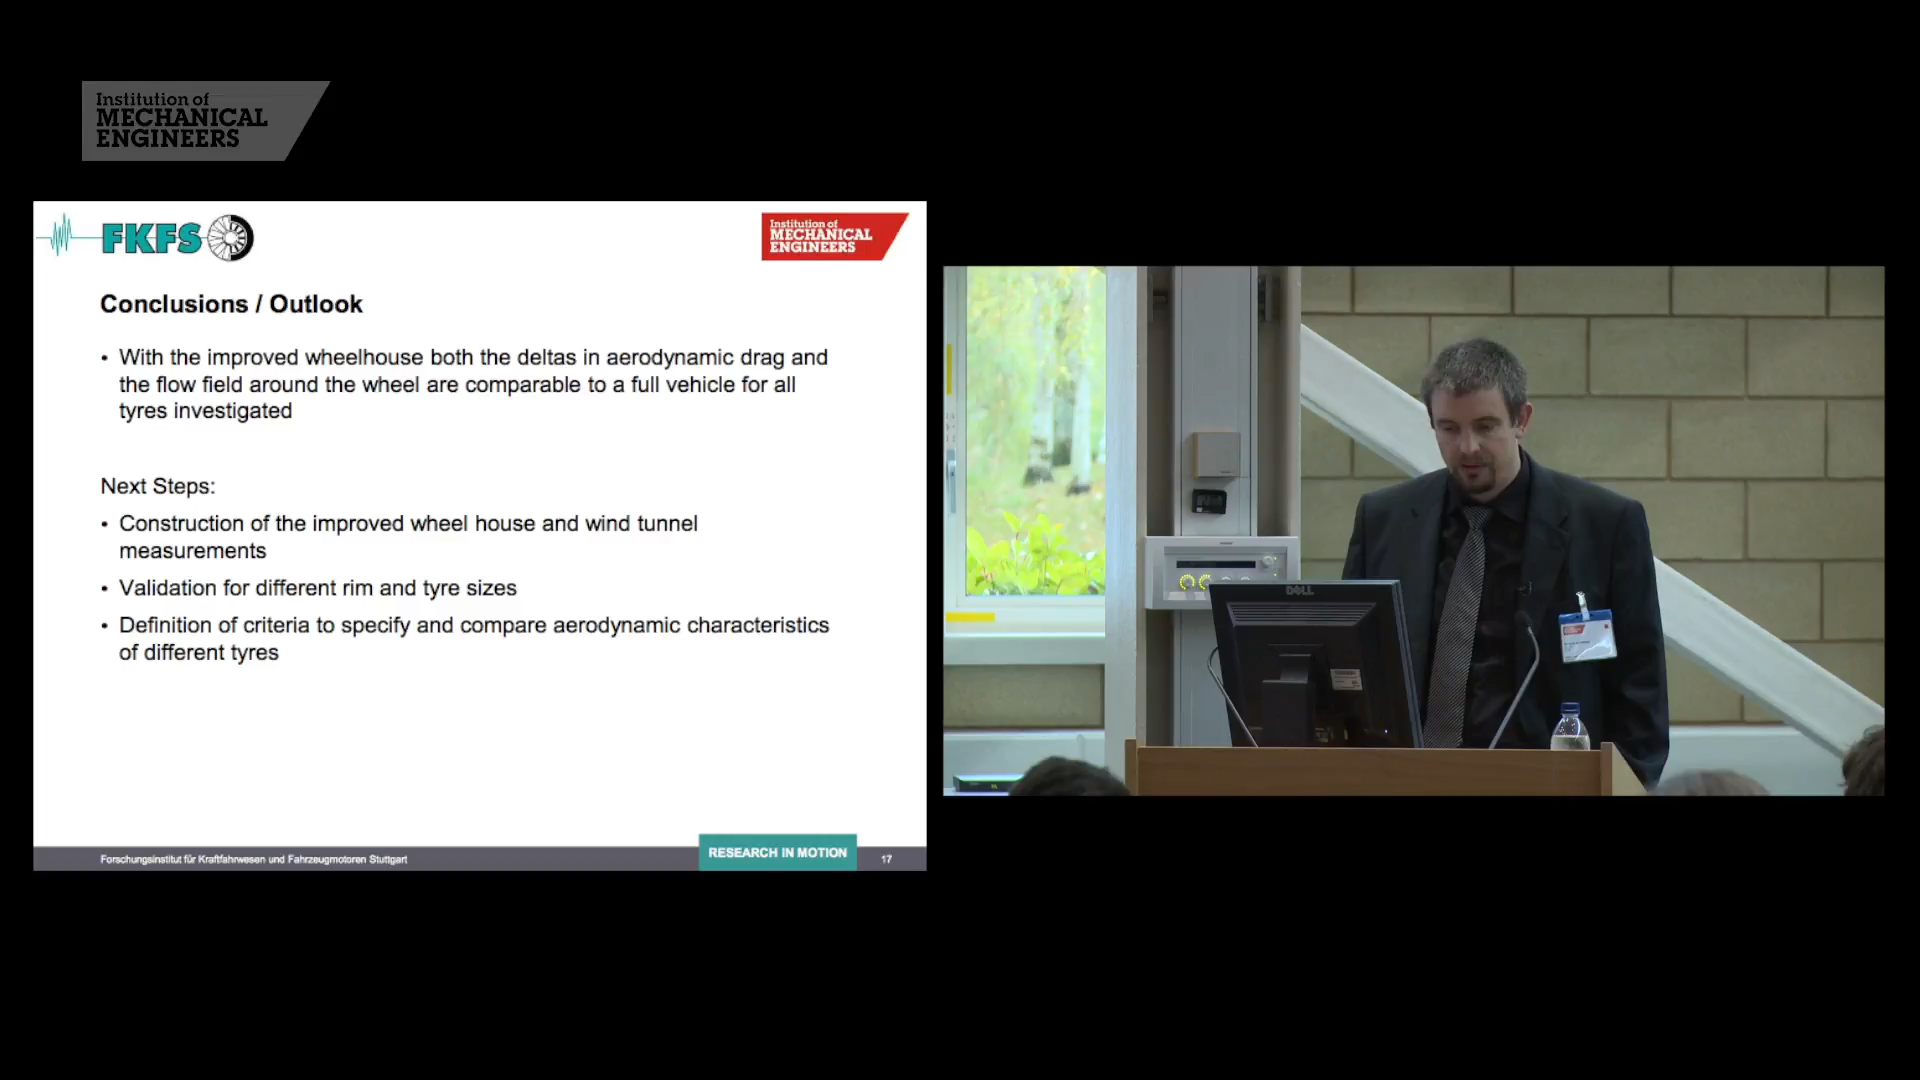 Institution of
MECHANICAL
ENGINEERS
FKFS
Institution of
MECHANICAL
ENGINEERS
Conclusions / Outlook
• With the improved wheelhouse both the deltas in aerodynamic drag and
the flow field around the wheel are comparable to a full vehicle for all
tyres investigated
Next Steps:
• Construction of the improved wheel house and wind tunnel
measurements
• Validation for different rim and tyre sizes
• Definition of criteria to specify and compare aerodynamic characteristics
of different tyres
Forschungsinstitut für Kraftfahrwesen und Fahrzeugmotoren Stuttgart
RESEARCH IN MOTION
17
DELL